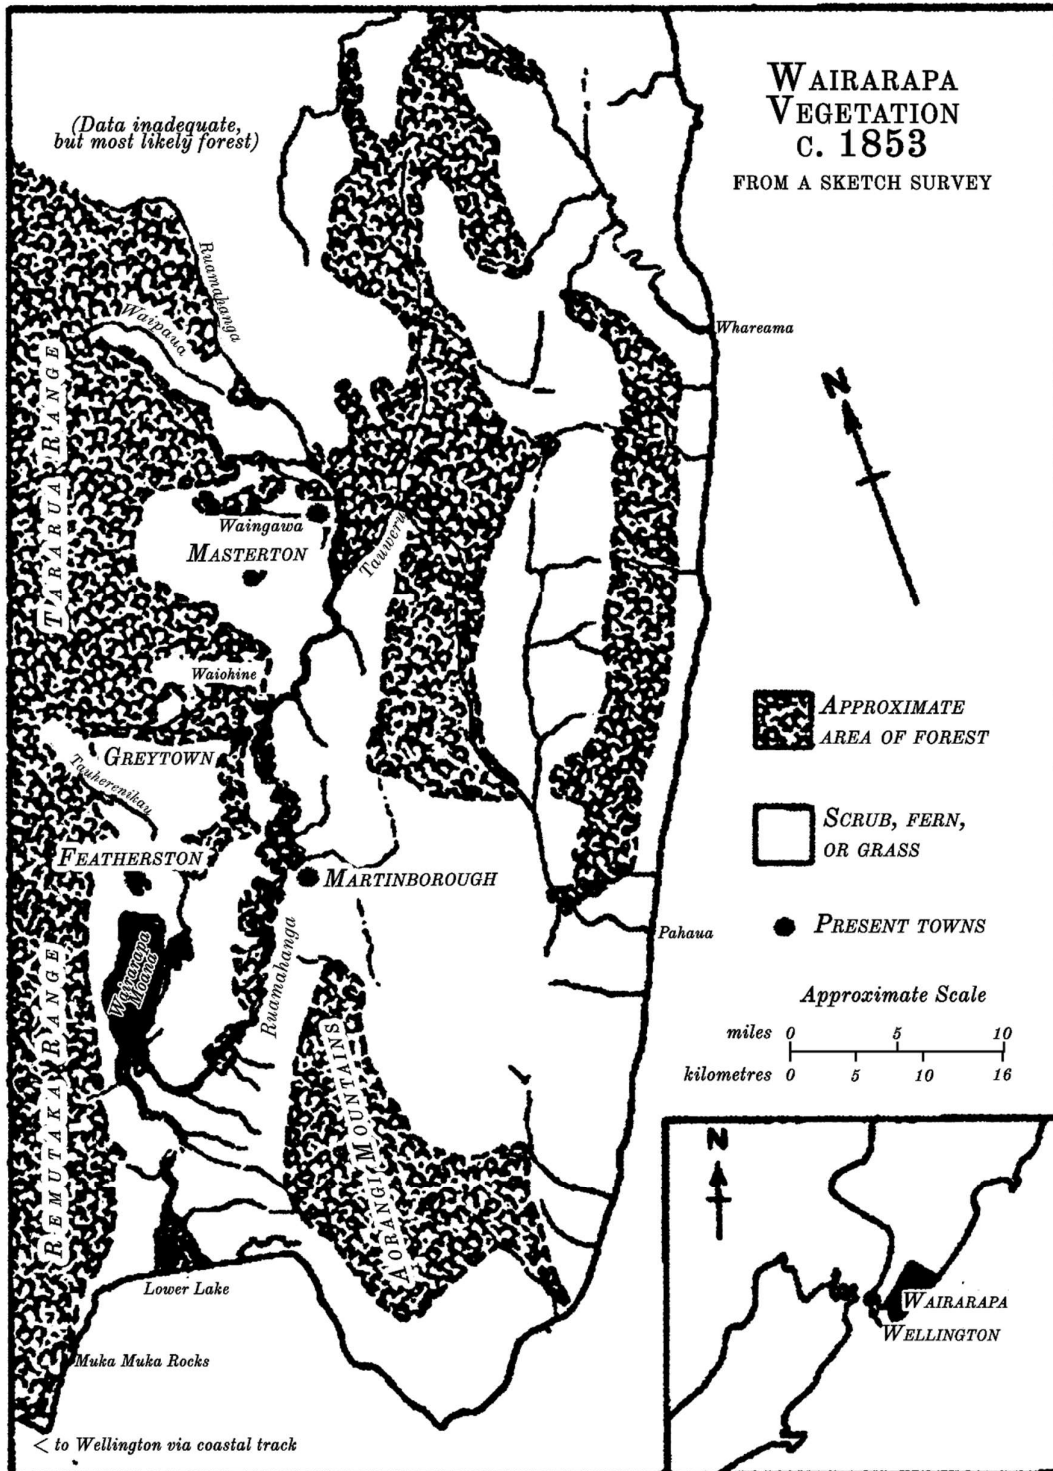 WAIRARAPA
VEGETATION
C. 1853
FROM A SKETCH SURVEY
(Data inadequate,
but most likely forest)
Ruamahanga
Waipaua
Whareama
N
TARARUA RANGE
Waingawa
MASTERTON
Tauweru
Waiohine
GREYTOWN
Tauherenikau
FEATHERSTON
MARTINBOROUGH
Wairarapa
Moana
Ruamahanga
Pahaua
REMUTAKA RANGE
AORANGI MOUNTAINS
Lower Lake
Muka Muka Rocks
< to Wellington via coastal track
APPROXIMATE
AREA OF FOREST
SCRUB, FERN,
OR GRASS
PRESENT TOWNS
Approximate Scale
miles 0 5 10
kilometres 0 5 10 16
N
WAIRARAPA
WELLINGTON